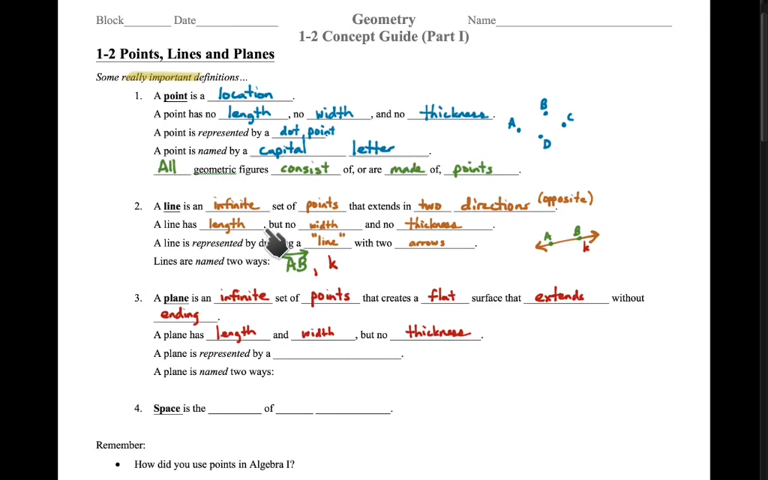 Block______ Date__________ Geometry Name______________________
1-2 Concept Guide (Part I)
1-2 Points, Lines and Planes
Some really important definitions…
1. A point is a location.
A point has no length, no width, and no thickness.
A point is represented by a dot, point
A point is named by a capital letter.
All geometric figures consist of, or are made of, points.
A B C D
2. A line is an infinite set of points that extends in two directions (opposite)
A line has length, but no width and no thickness.
A line is represented by a "line" with two arrows.
Lines are named two ways: AB, k
A B k
3. A plane is an infinite set of points that creates a flat surface that extends without
ending.
A plane has length and width, but no thickness.
A plane is represented by a ______________________.
A plane is named two ways:
4. Space is the _________ of _______ _____________.
Remember:
• How did you use points in Algebra I?